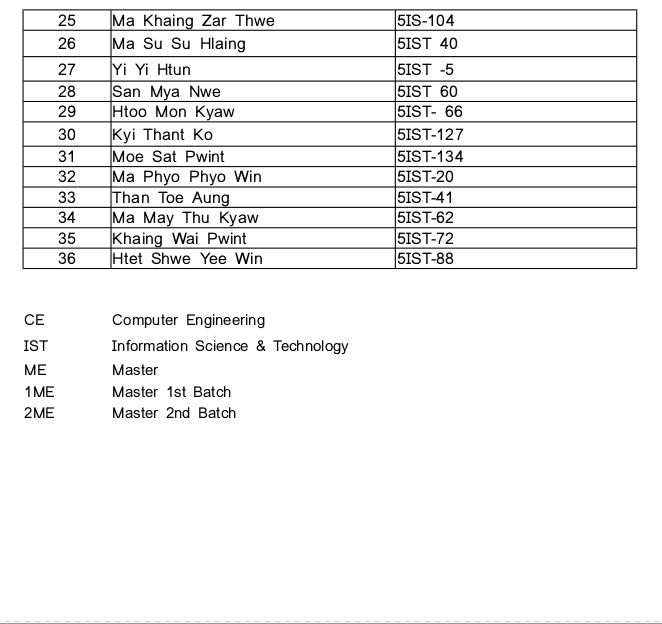 25 Ma Khaing Zar Thwe 5IS-104
26 Ma Su Su Hlaing 5IST 40
27 Yi Yi Htun 5IST -5
28 San Mya Nwe 5IST 60
29 Htoo Mon Kyaw 5IST- 66
30 Kyi Thant Ko 5IST-127
31 Moe Sat Pwint 5IST-134
32 Ma Phyo Phyo Win 5IST-20
33 Than Toe Aung 5IST-41
34 Ma May Thu Kyaw 5IST-62
35 Khaing Wai Pwint 5IST-72
36 Htet Shwe Yee Win 5IST-88
CE Computer Engineering
IST Information Science & Technology
ME Master
1ME Master 1st Batch
2ME Master 2nd Batch